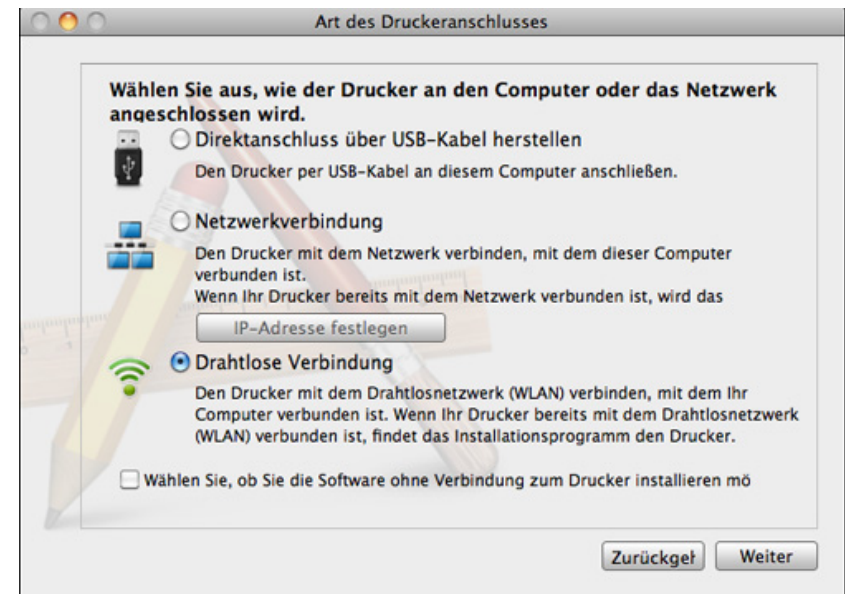 Art des Druckeranschlusses
Wählen Sie aus, wie der Drucker an den Computer oder das Netzwerk
angeschlossen wird.
Direktanschluss über USB-Kabel herstellen
Den Drucker per USB-Kabel an diesem Computer anschließen.
Netzwerkverbindung
Den Drucker mit dem Netzwerk verbinden, mit dem dieser Computer
verbunden ist.
Wenn Ihr Drucker bereits mit dem Netzwerk verbunden ist, wird das
IP-Adresse festlegen
Drahtlose Verbindung
Den Drucker mit dem Drahtlosnetzwerk (WLAN) verbinden, mit dem Ihr
Computer verbunden ist. Wenn Ihr Drucker bereits mit dem Drahtlosnetzwerk
(WLAN) verbunden ist, findet das Installationsprogramm den Drucker.
Wählen Sie, ob Sie die Software ohne Verbindung zum Drucker installieren mö
Zurückgel
Weiter